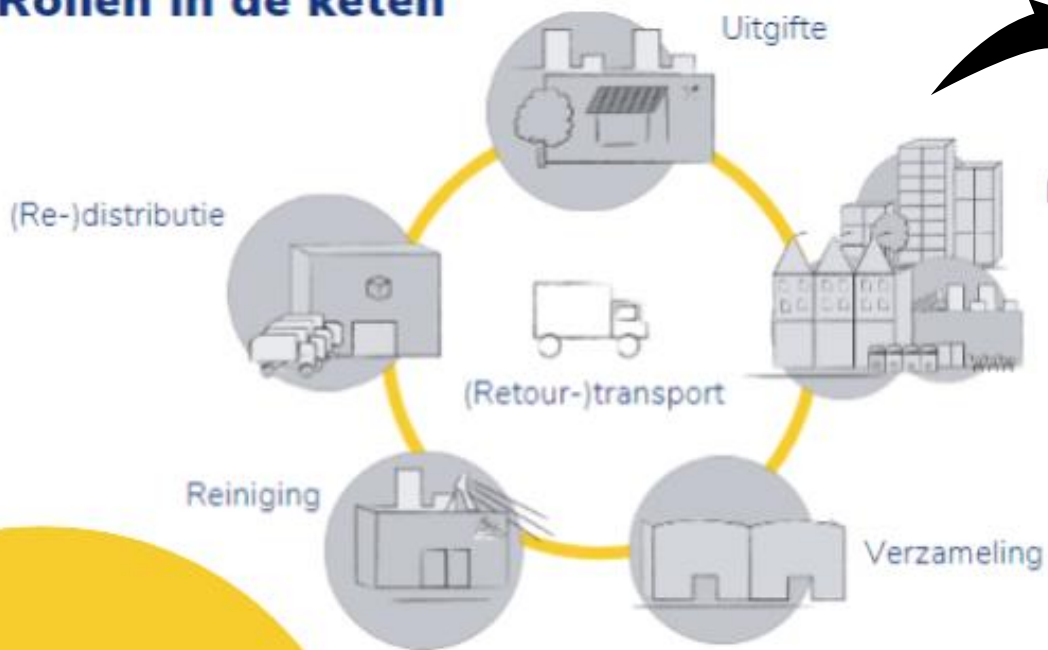 Rollen in de keten
Uitgifte
(Re-)distributie
(Retour-)transport
Reiniging
Verzameling